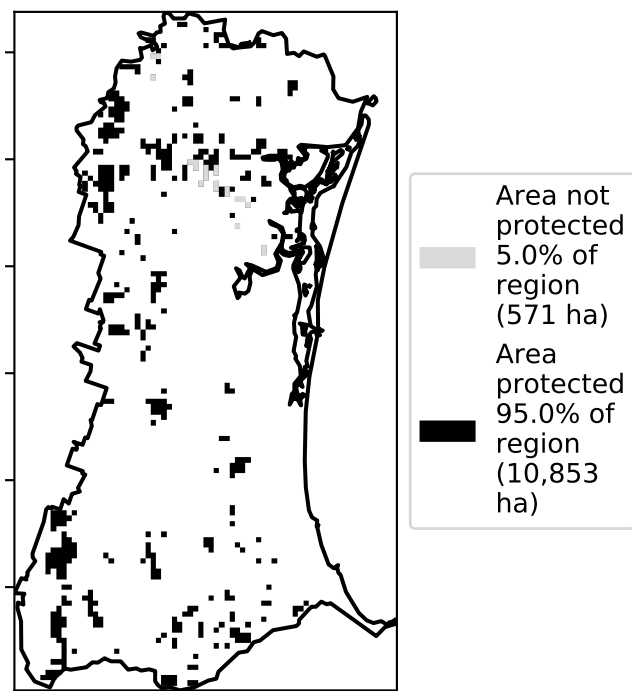 Area not
protected
5.0% of
region
(571 ha)
Area
protected
95.0% of
region
(10,853
ha)